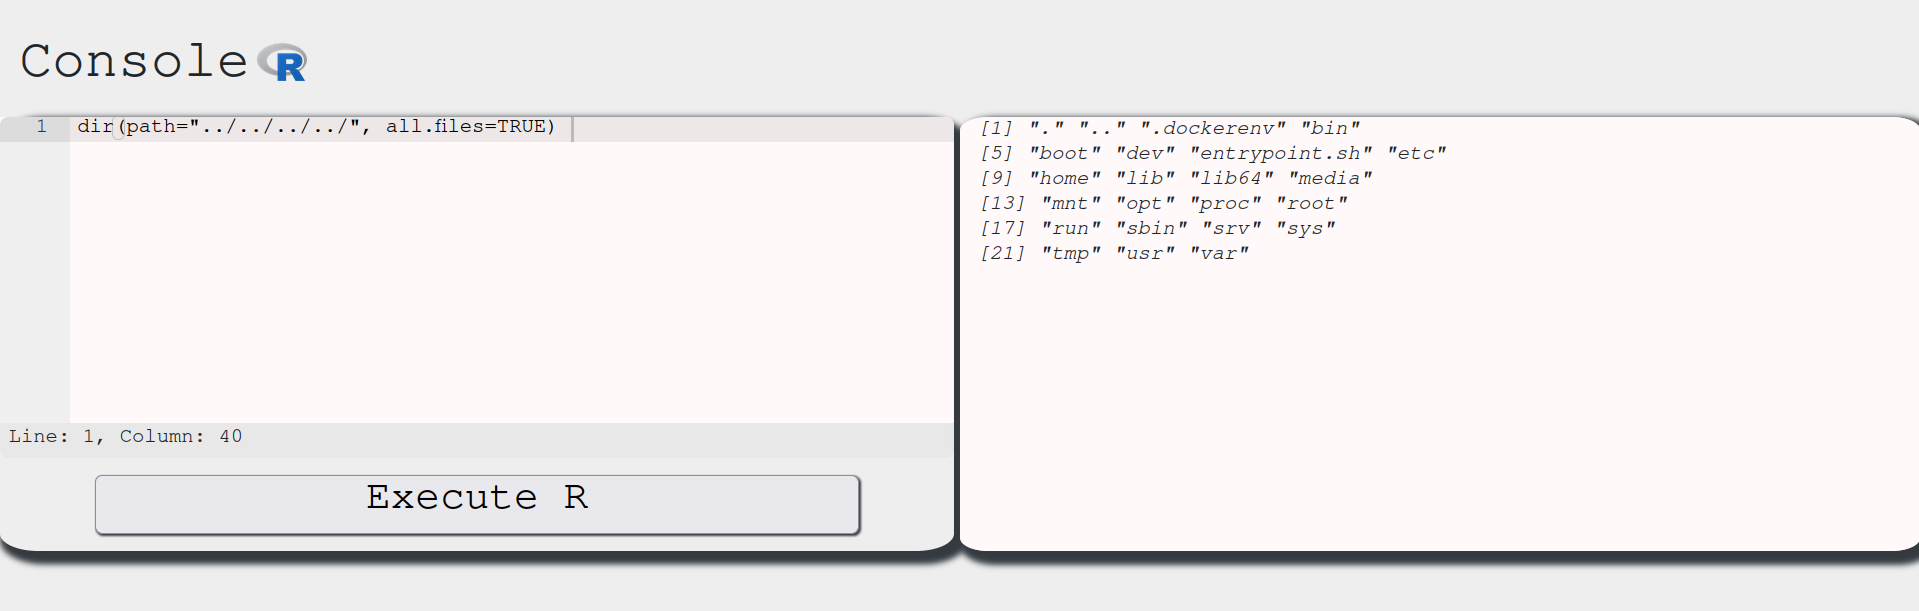 Console R
1 dir(path="../../../../", all.files=TRUE)
Line: 1, Column: 40
Execute R
[1] "." ".." ".dockerenv" "bin"
[5] "boot" "dev" "entrypoint.sh" "etc"
[9] "home" "lib" "lib64" "media"
[13] "mnt" "opt" "proc" "root"
[17] "run" "sbin" "srv" "sys"
[21] "tmp" "usr" "var"